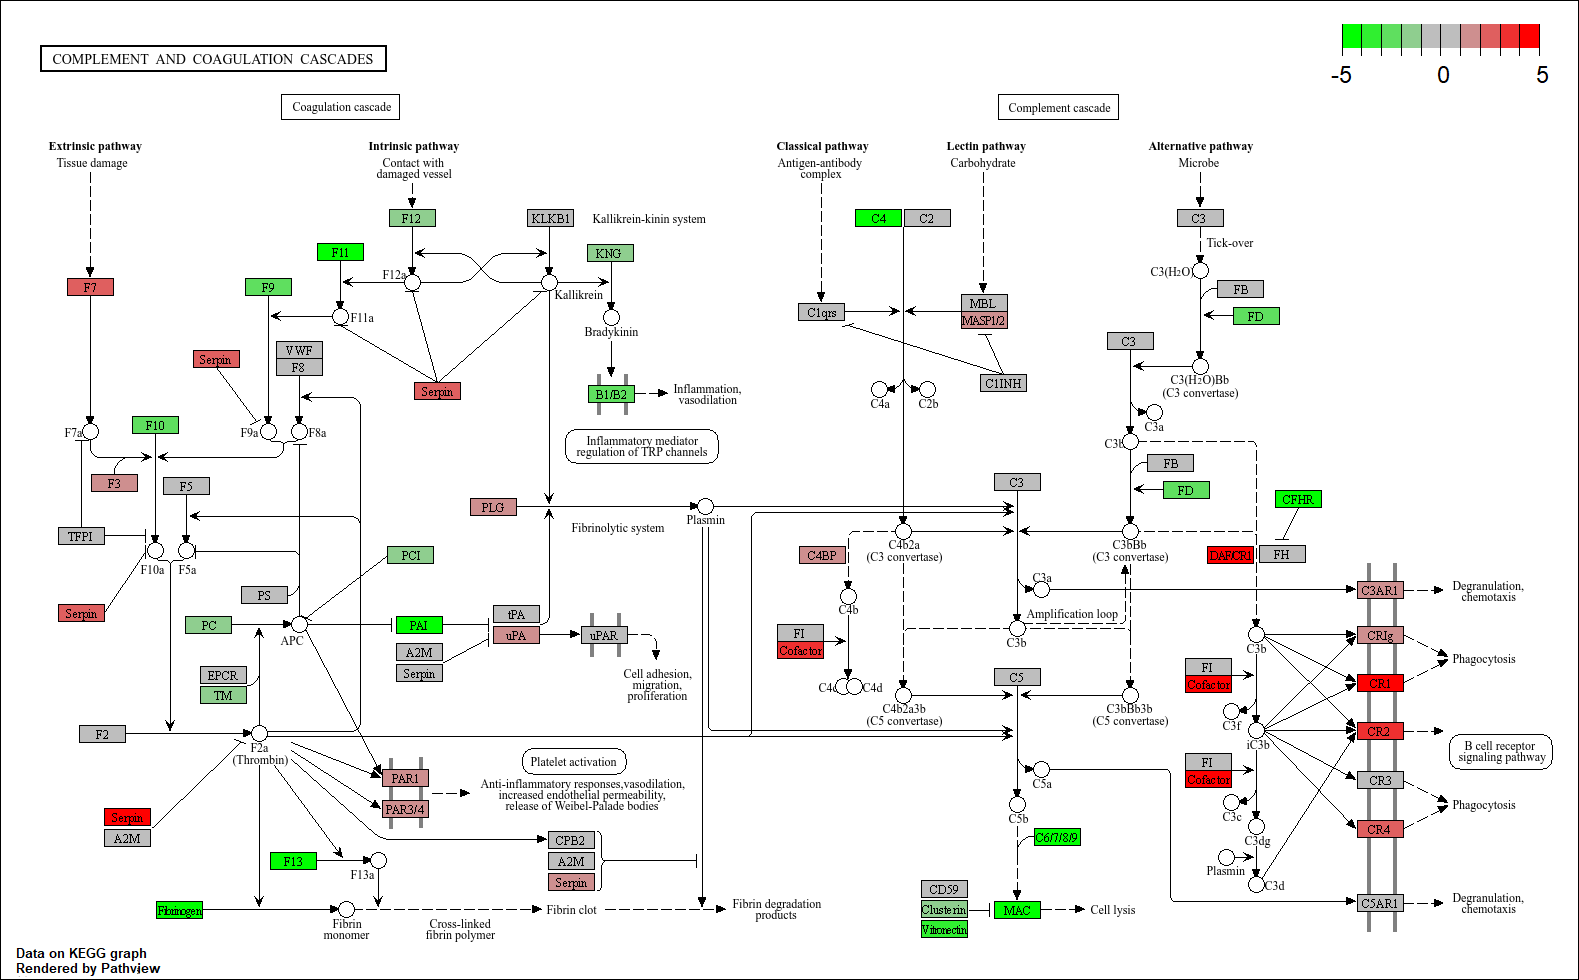 COMPLEMENT AND COAGULATION CASCADES
-5 0 5
Coagulation cascade
Complement cascade
Extrinsic pathway
Tissue damage
Intrinsic pathway
Contact with
damaged vessel
Classical pathway
Antigen-antibody
complex
Lectin pathway
Carbohydrate
Alternative pathway
Microbe
F12
KLKB1
Kallikrein-kinin system
C4
C2
C3
Tick-over
F11
KNG
F12a
Kallikrein
C3(H2O)
F7
F9
FB
FD
F11a
Bradykinin
C1qrs
MBL
MASP1/2
Serpin
VWF
F8
Serpin
B1/B2
Inflammation,
vasodilation
C1INH
C4a
C2b
C3
C3(H2O)Bb
(C3 convertase)
C3a
F7a
F10
F9a
F8a
Inflammatory mediator
regulation of TRP channels
C3b
FB
FD
F3
F5
PLG
Plasmin
Fibrinolytic system
C3
CFHR
TFPI
F10a
F5a
PCI
C4BP
C4b2a
(C3 convertase)
C3bBb
(C3 convertase)
DAFCR1
FH
Serpin
PS
PC
APC
PAI
tPA
uPA
uPAR
A2M
Serpin
Cell adhesion,
migration,
proliferation
C4b
C3a
Amplification loop
C3b
FI
Cofactor
C4c
C4d
C3AR1
Degranulation,
chemotaxis
CRIg
Phagocytosis
C3b
FI
Cofactor
CR1
EPCR
TM
C5
C4b2a3b
(C5 convertase)
C3bBb3b
(C5 convertase)
C3f
iC3b
CR2
B cell receptor
signaling pathway
F2
F2a
(Thrombin)
Platelet activation
PAR1
PAR3/4
Anti-inflammatory responses,vasodilation,
increased endothelial permeability,
release of Weibel-Palade bodies
C5a
C5b
FI
Cofactor
C3c
CR3
Phagocytosis
CR4
Serpin
A2M
F13
F13a
CPB2
A2M
Serpin
C6/7/8/9
C3dg
Plasmin
C3d
Fibrinogen
Fibrin
monomer
Cross-linked
fibrin polymer
Fibrin clot
Fibrin degradation
products
CD59
Clusterin
Vitronectin
MAC
Cell lysis
C5AR1
Degranulation,
chemotaxis
Data on KEGG graph
Rendered by Pathview